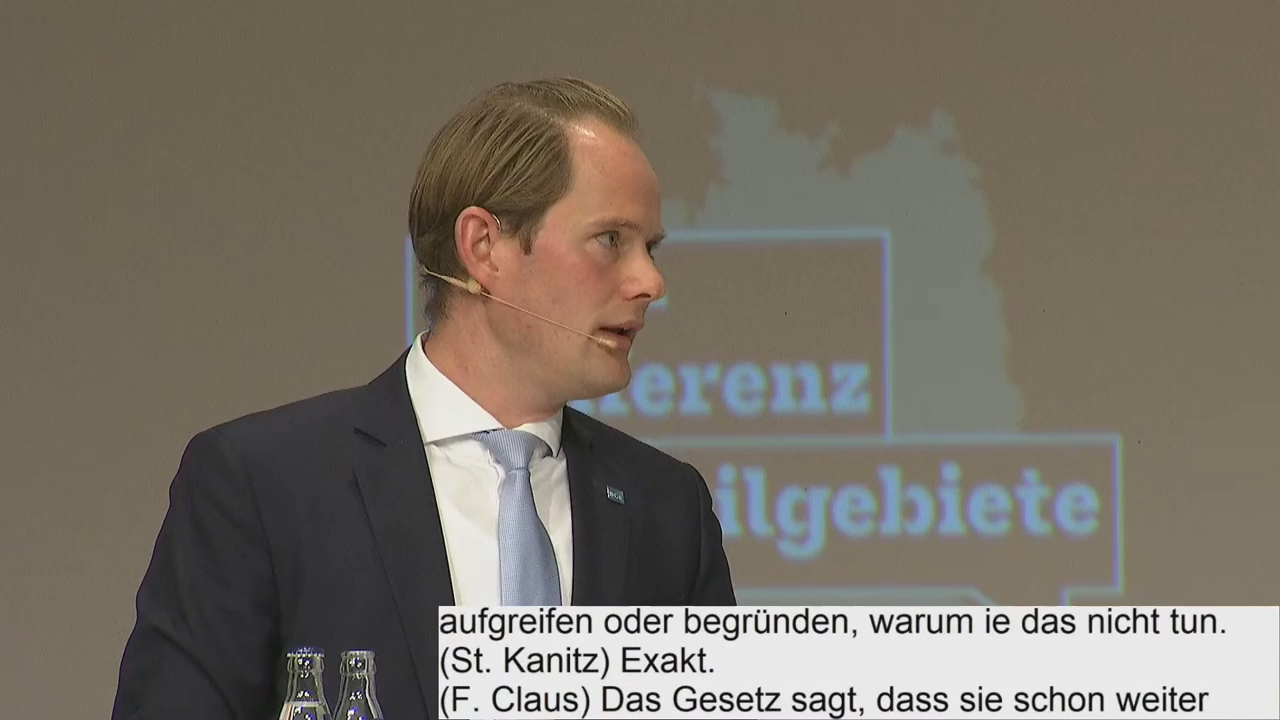 erenz
ilgebiete
BGE
aufgreifen oder begründen, warum ie das nicht tun.
(St. Kanitz) Exakt.
(F. Claus) Das Gesetz sagt, dass sie schon weiter